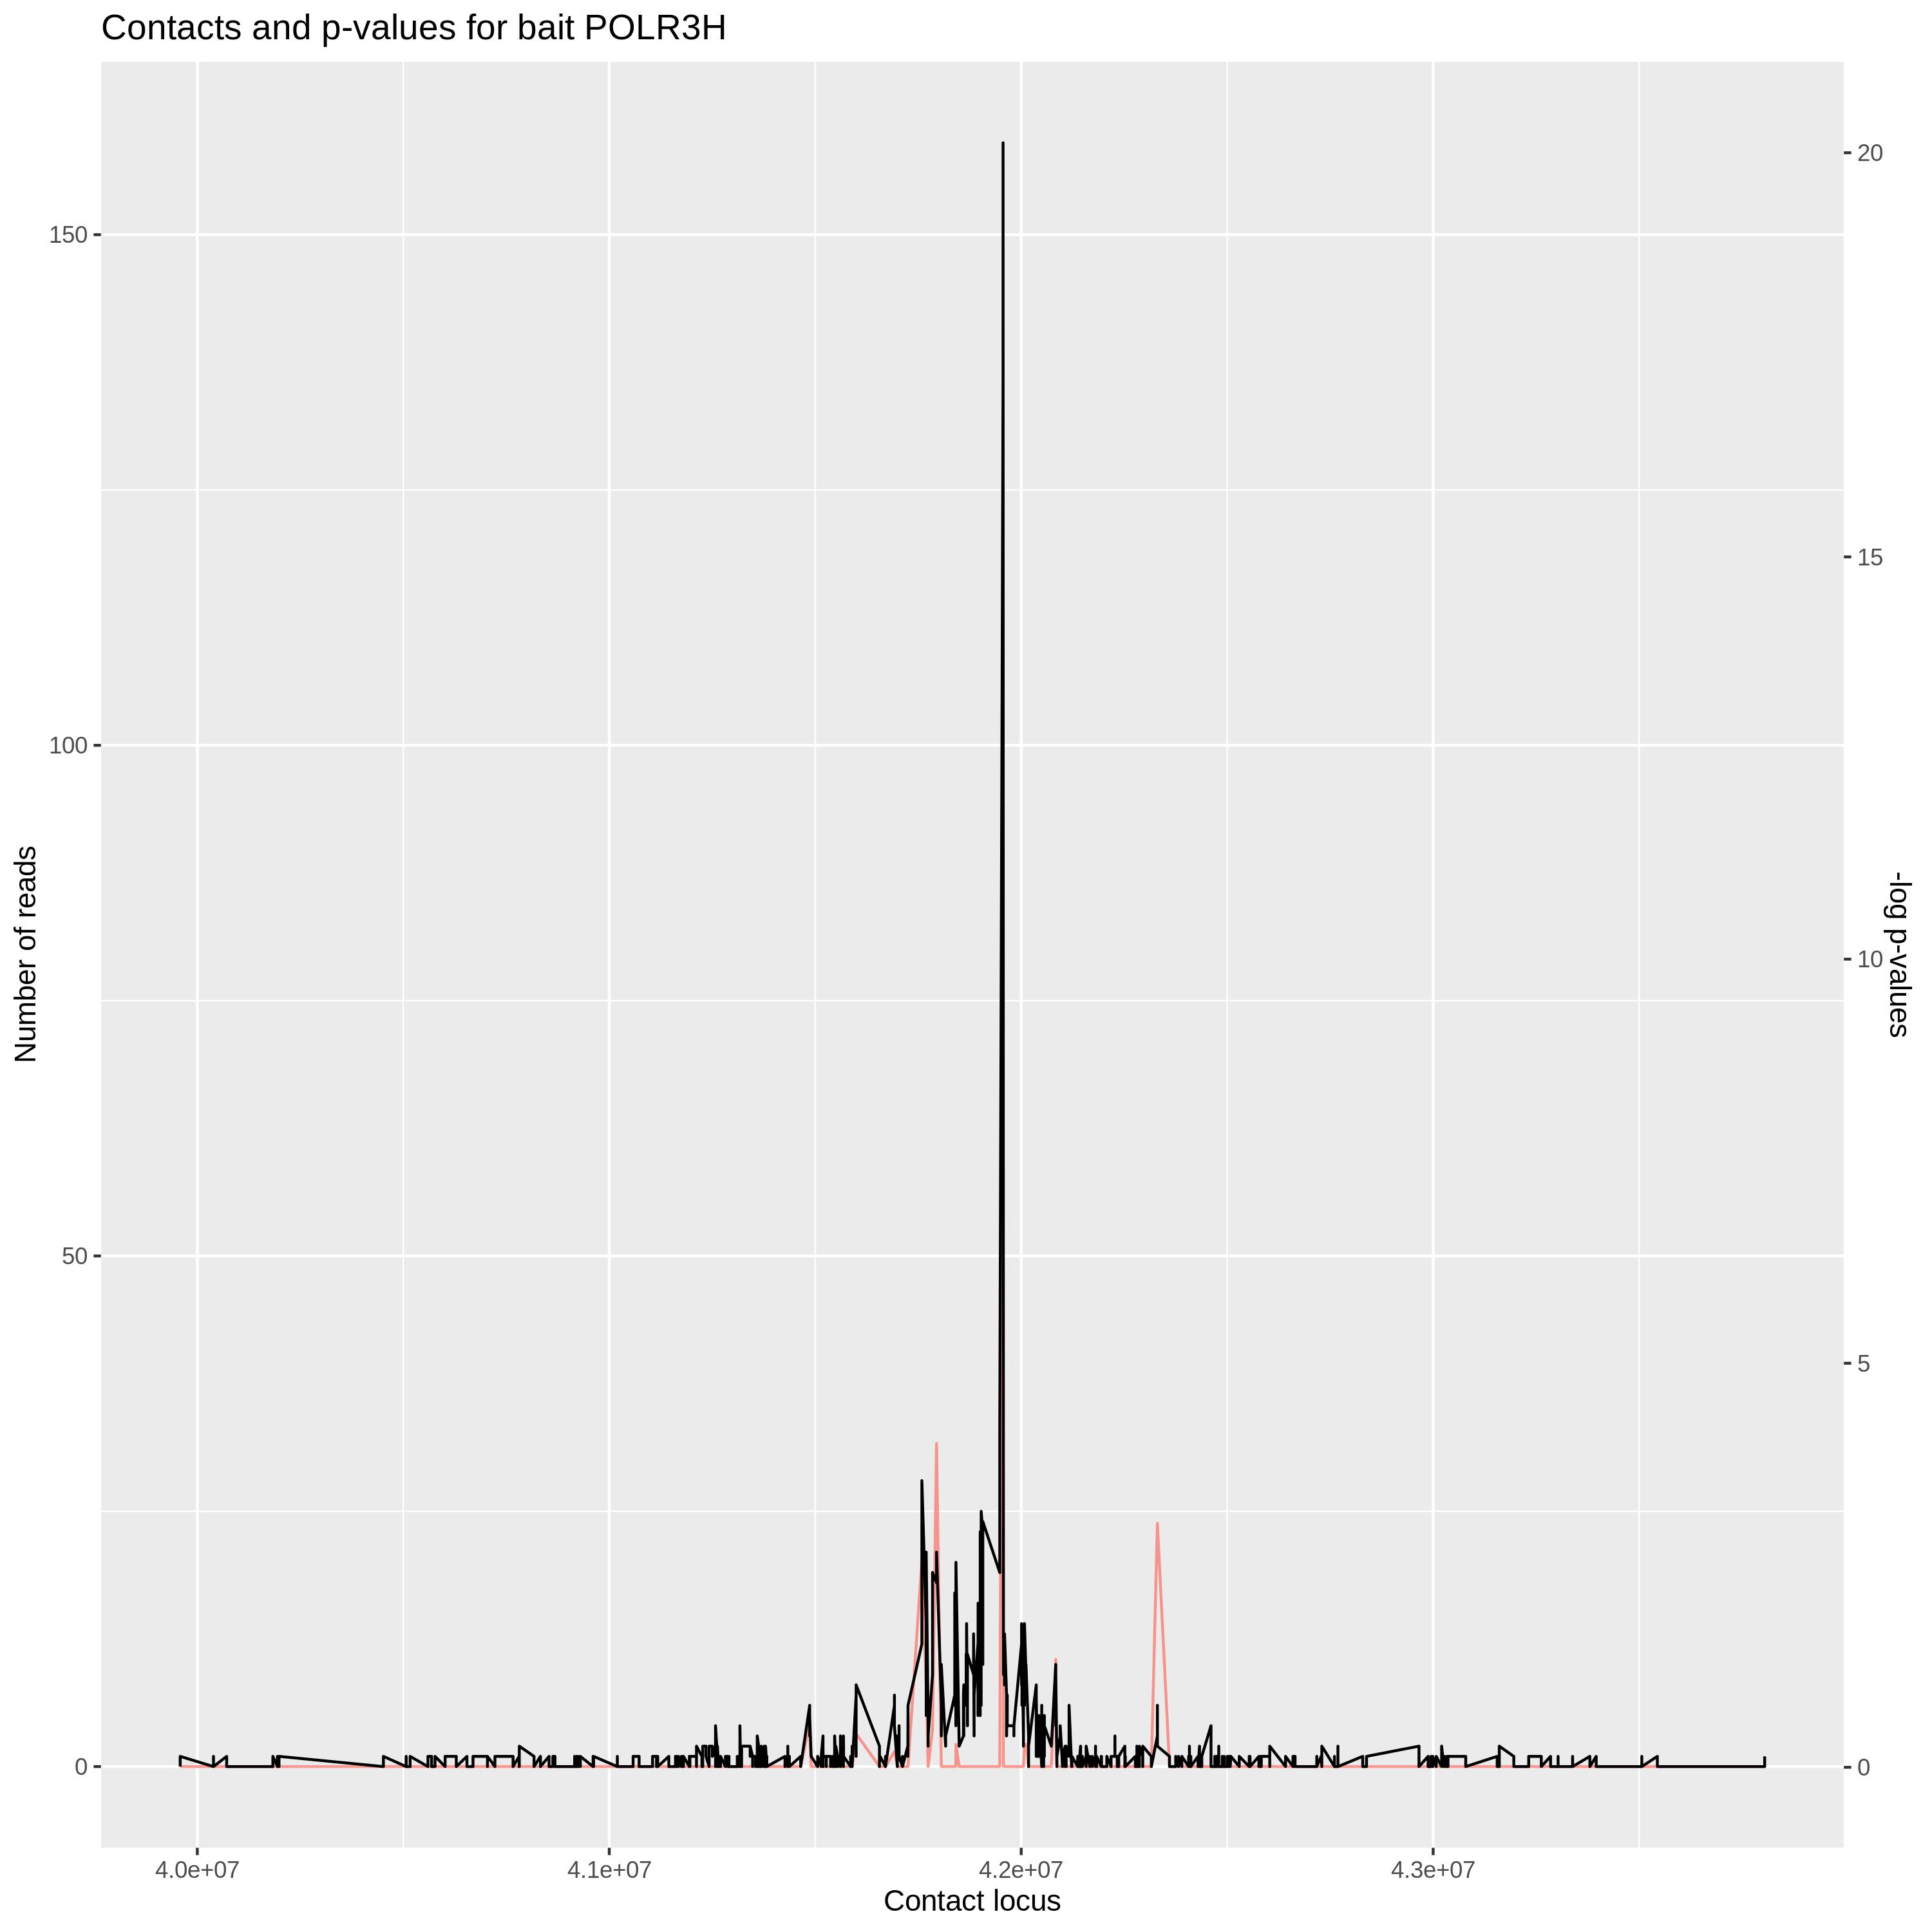 Contacts and p-values for bait POLR3H
150
100
50
0
Number of reads
20
15
10
5
0
-log p-values
4.0e+07
4.1e+07
4.2e+07
4.3e+07
Contact locus